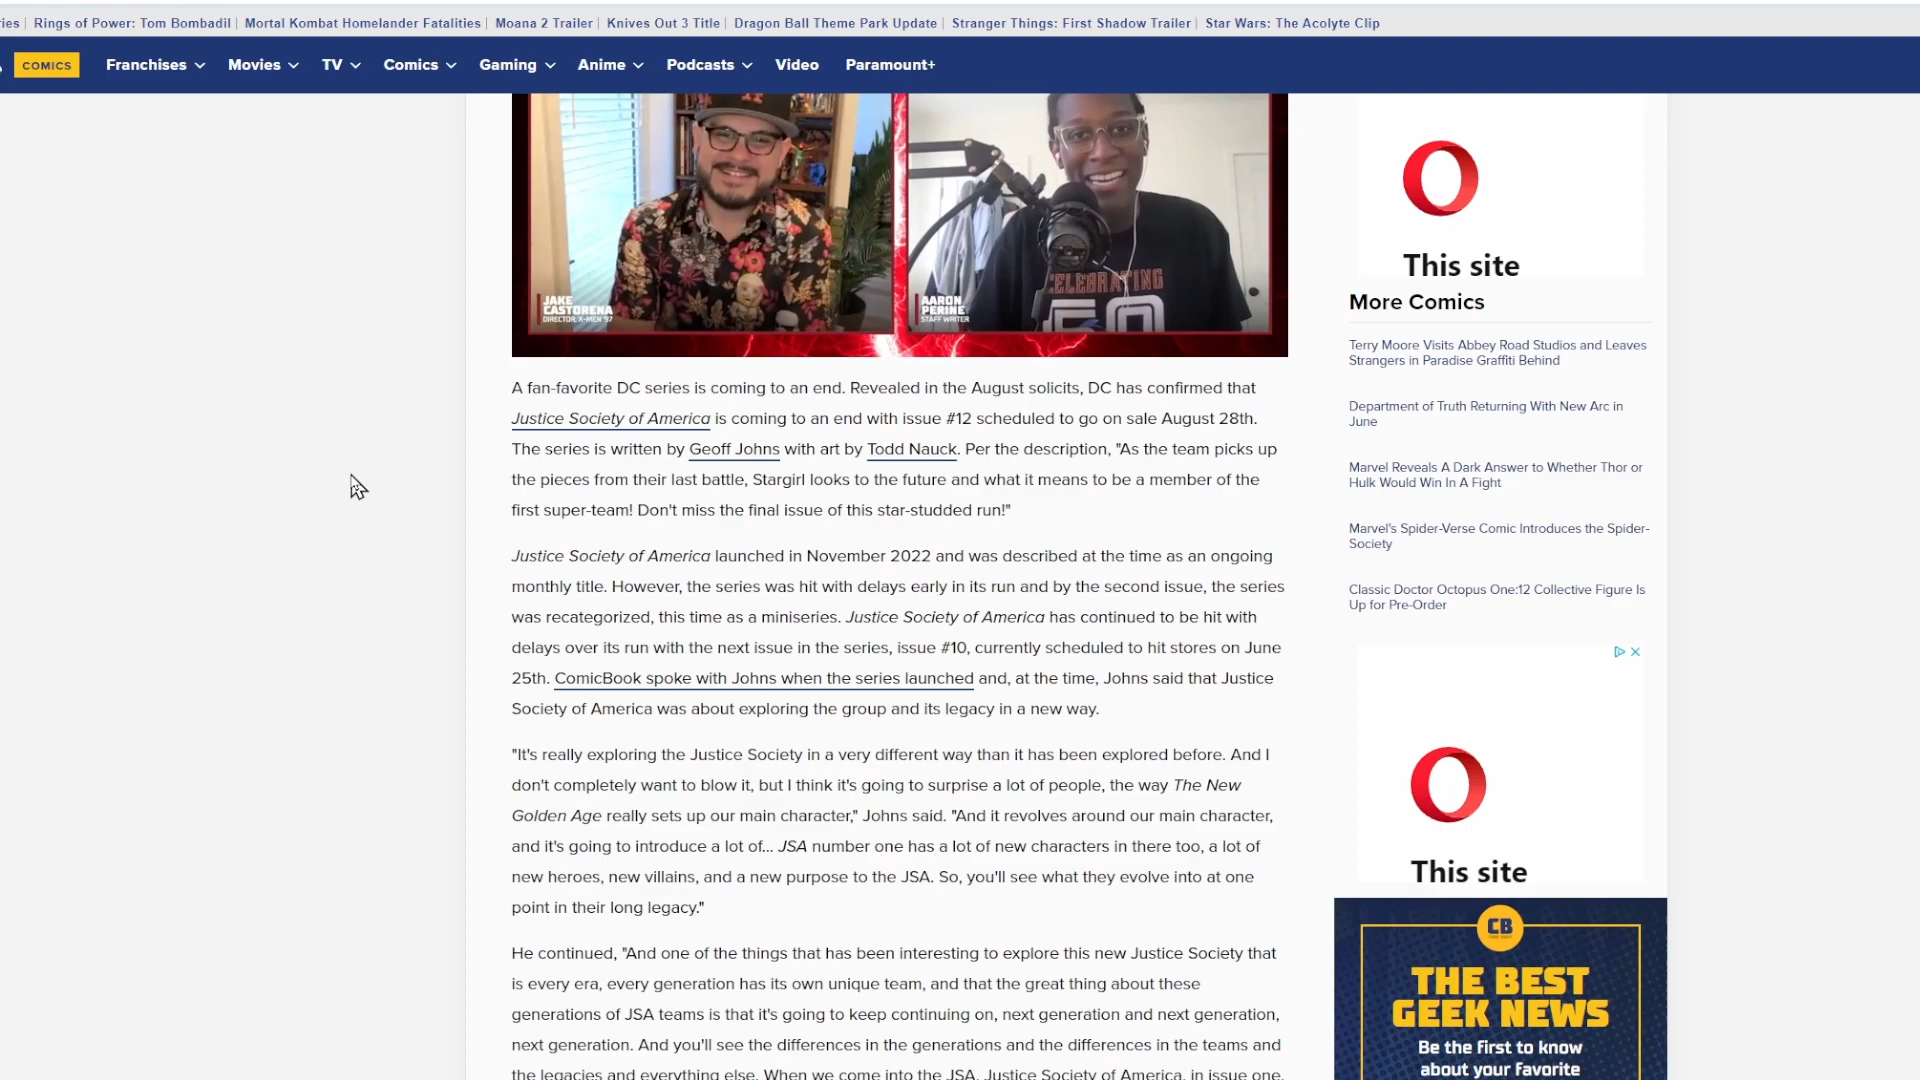 ies | Rings of Power: Tom Bombadil | Mortal Kombat Homelander Fatalities | Moana 2 Trailer | Knives Out 3 Title | Dragon Ball Theme Park Update | Stranger Things: First Shadow Trailer | Star Wars: The Acolyte Clip
COMICS Franchises Movies TV Comics Gaming Anime Podcasts Video Paramount+
JAKE
CASTORENA
DIRECTOR, X-MEN '97
AARON
PERINE
STAFF WRITER
CELEBRATING
50
A fan-favorite DC series is coming to an end. Revealed in the August solicits, DC has confirmed that
Justice Society of America is coming to an end with issue #12 scheduled to go on sale August 28th.
The series is written by Geoff Johns with art by Todd Nauck. Per the description, "As the team picks up
the pieces from their last battle, Stargirl looks to the future and what it means to be a member of the
first super-team! Don't miss the final issue of this star-studded run!"
Justice Society of America launched in November 2022 and was described at the time as an ongoing
monthly title. However, the series was hit with delays early in its run and by the second issue, the series
was recategorized, this time as a miniseries. Justice Society of America has continued to be hit with
delays over its run with the next issue in the series, issue #10, currently scheduled to hit stores on June
25th. ComicBook spoke with Johns when the series launched and, at the time, Johns said that Justice
Society of America was about exploring the group and its legacy in a new way.
"It's really exploring the Justice Society in a very different way than it has been explored before. And I
don't completely want to blow it, but I think it's going to surprise a lot of people, the way The New
Golden Age really sets up our main character," Johns said. "And it revolves around our main character,
and it's going to introduce a lot of... JSA number one has a lot of new characters in there too, a lot of
new heroes, new villains, and a new purpose to the JSA. So, you'll see what they evolve into at one
point in their long legacy."
He continued, "And one of the things that has been interesting to explore this new Justice Society that
is every era, every generation has its own unique team, and that the great thing about these
generations of JSA teams is that it's going to keep continuing on, next generation and next generation,
next generation. And you'll see the differences in the generations and the differences in the teams and
the legacies and everything else. When we come into the JSA, Justice Society of America, in issue one,
This site
More Comics
Terry Moore Visits Abbey Road Studios and Leaves
Strangers in Paradise Graffiti Behind
Department of Truth Returning With New Arc in
June
Marvel Reveals A Dark Answer to Whether Thor or
Hulk Would Win In A Fight
Marvel's Spider-Verse Comic Introduces the Spider-
Society
Classic Doctor Octopus One:12 Collective Figure Is
Up for Pre-Order
This site
CB
THE BEST
GEEK NEWS
Be the first to know
about your favorite